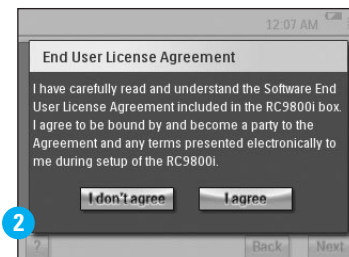 12:07 AM
End User License Agreement
I have carefully read and understand the Software End
User License Agreement included in the RC9800i box.
I agree to be bound by and become a party to the
Agreement and any terms presented electronically to
me during setup of the RC9800i.
I don't agree
I agree
2
?
Back
Next